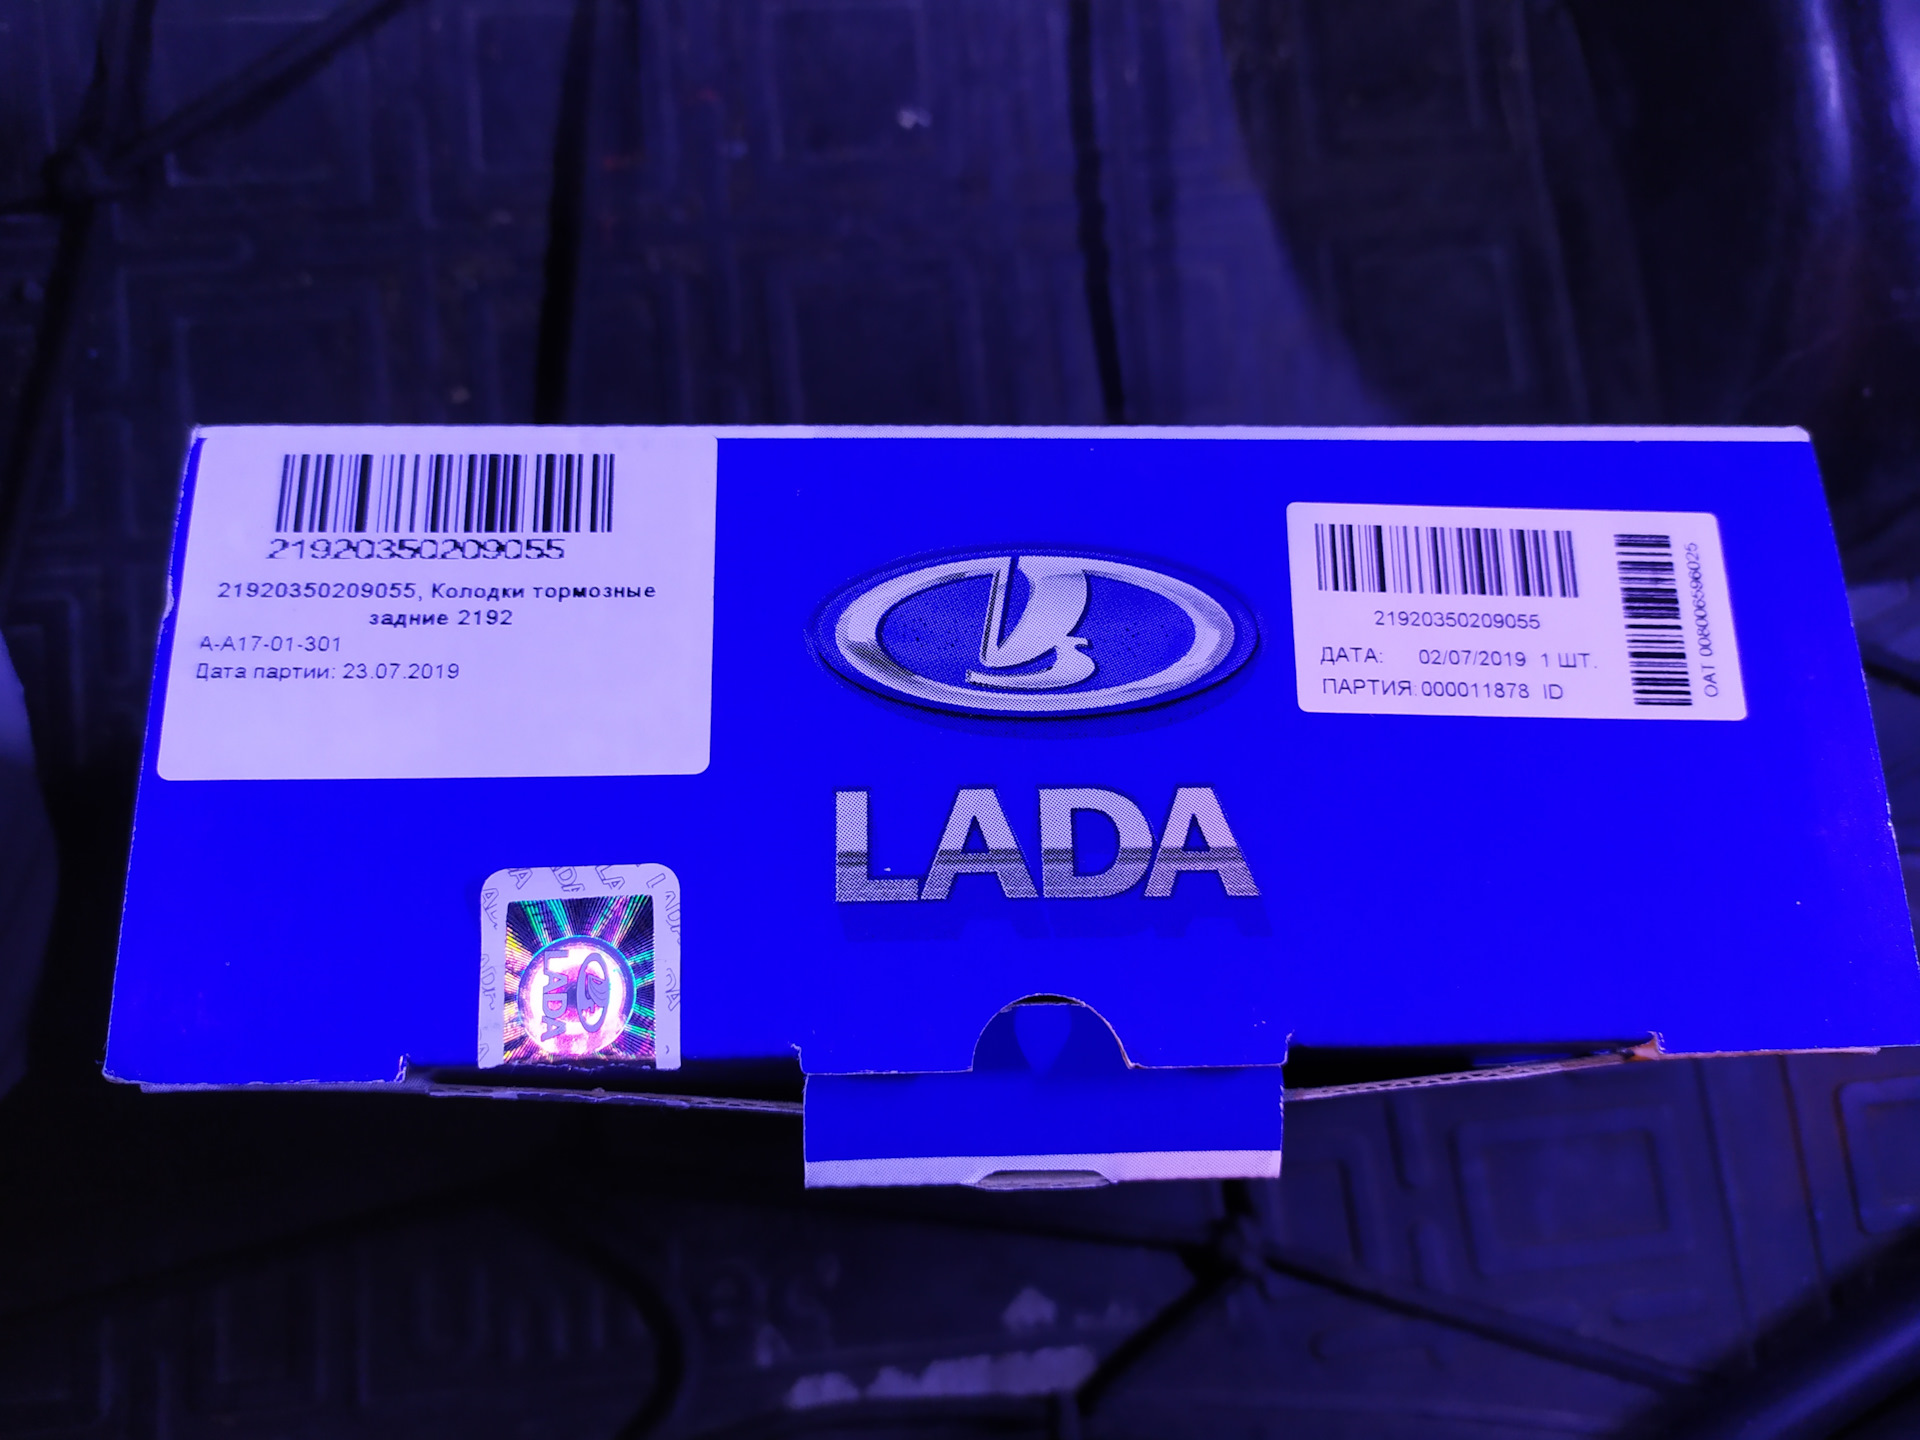 21920350209055
21920350209055, Колодки тормозные
задние 2192
A-A17-01-301
Дата партии: 23.07.2019
LADA
21920350209055
ДАТА: 02/07/2019 1 ШТ.
ПАРТИЯ: 000011878 ID
OAT 0080065596025
LADA